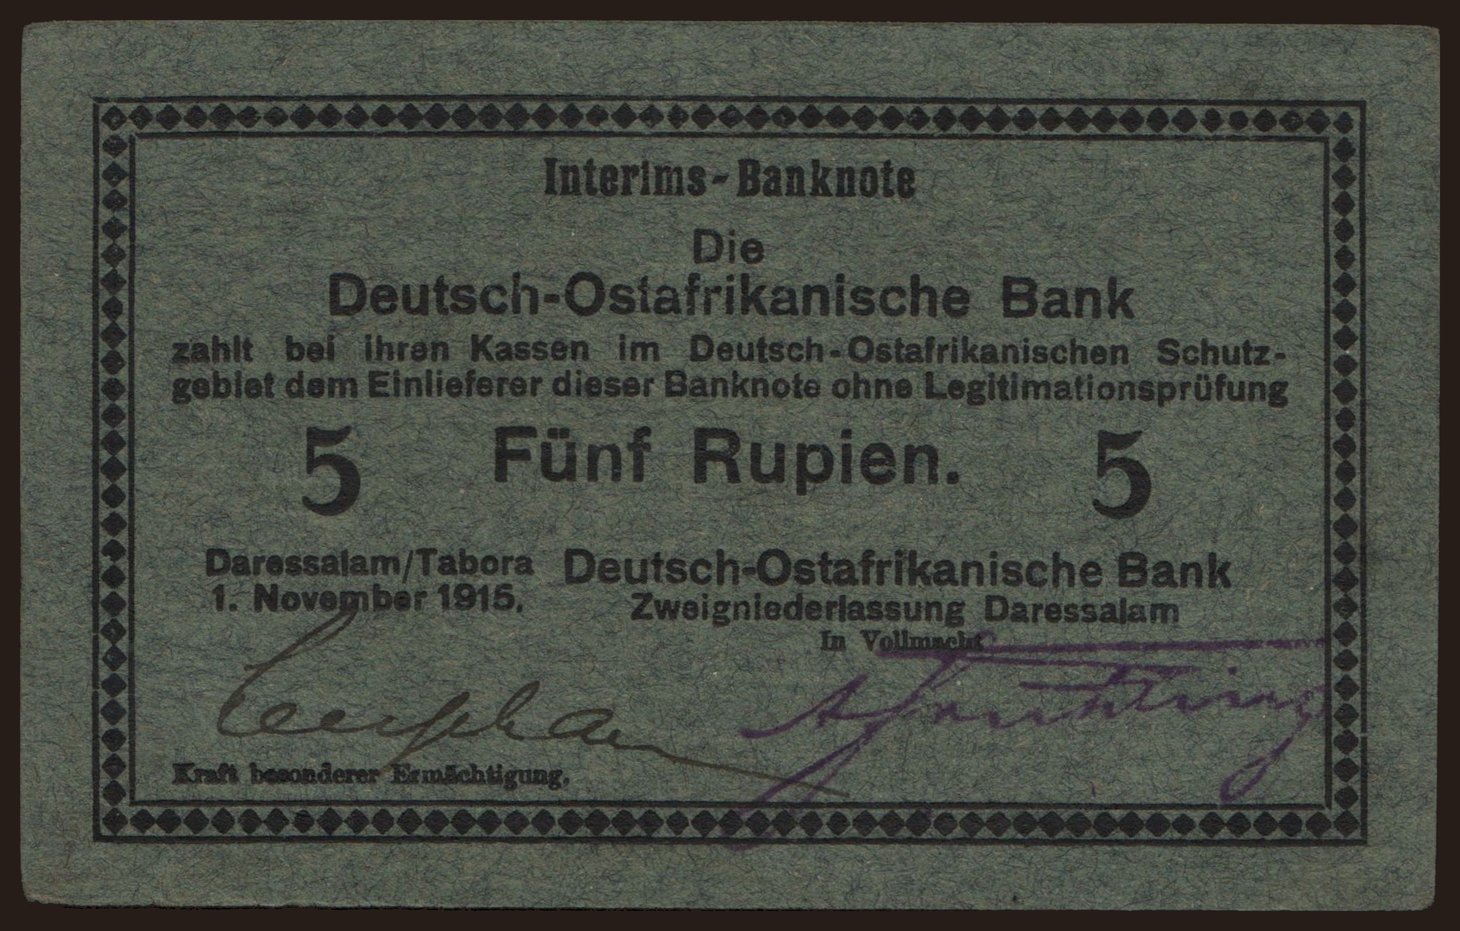 Interims-Banknote
Die
Deutsch-Ostafrikanische Bank
zahlt bei ihren Kassen im Deutsch-Ostafrikanischen Schutz-
gebiet dem Einlieferer dieser Banknote ohne Legitimationsprüfung
5 Fünf Rupien. 5
Daressalam/Tabora
1. November 1915.
Deutsch-Ostafrikanische Bank
Zweigniederlassung Daressalam
In Vollmacht
Kraft besonderer Ermächtigung.